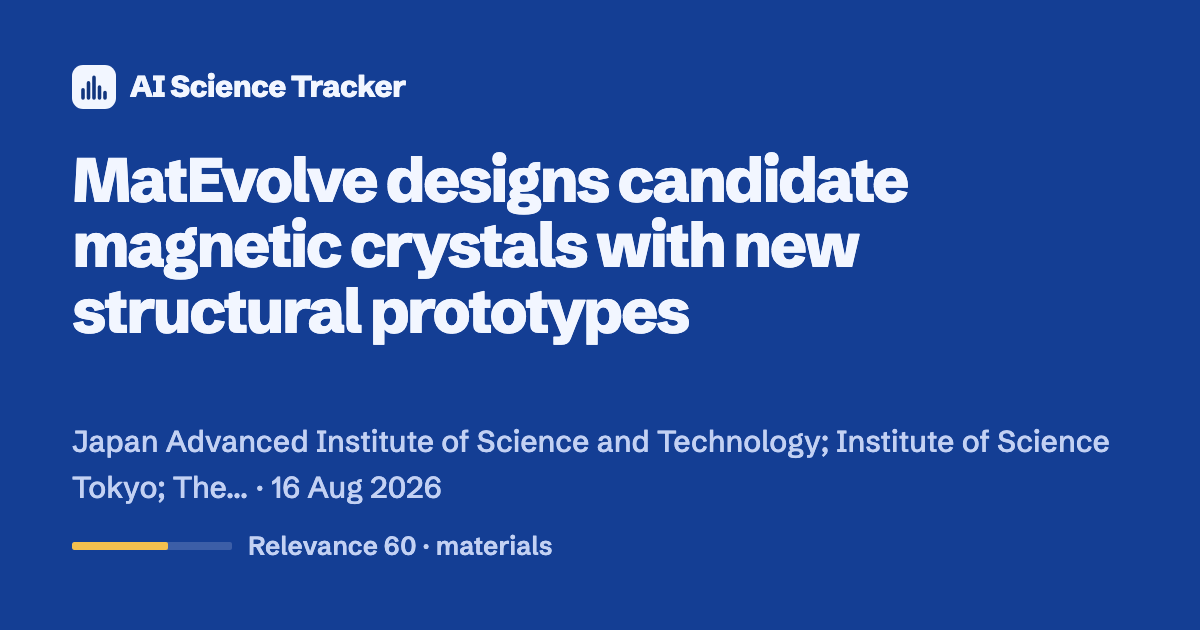 AI Science Tracker
MatEvolve designs candidate
magnetic crystals with new
structural prototypes
Japan Advanced Institute of Science and Technology; Institute of Science
Tokyo; The… · 16 Aug 2026
Relevance 60 · materials